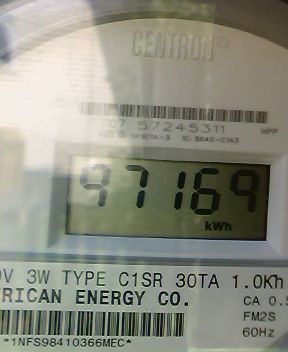 CENTRON
57245311
97169
kWh
V 3W TYPE C1SR 30TA 1.0Kh
RICAN ENERGY CO.
CA 0.5
FM2S
60Hz
*1NFS98410366MEC*